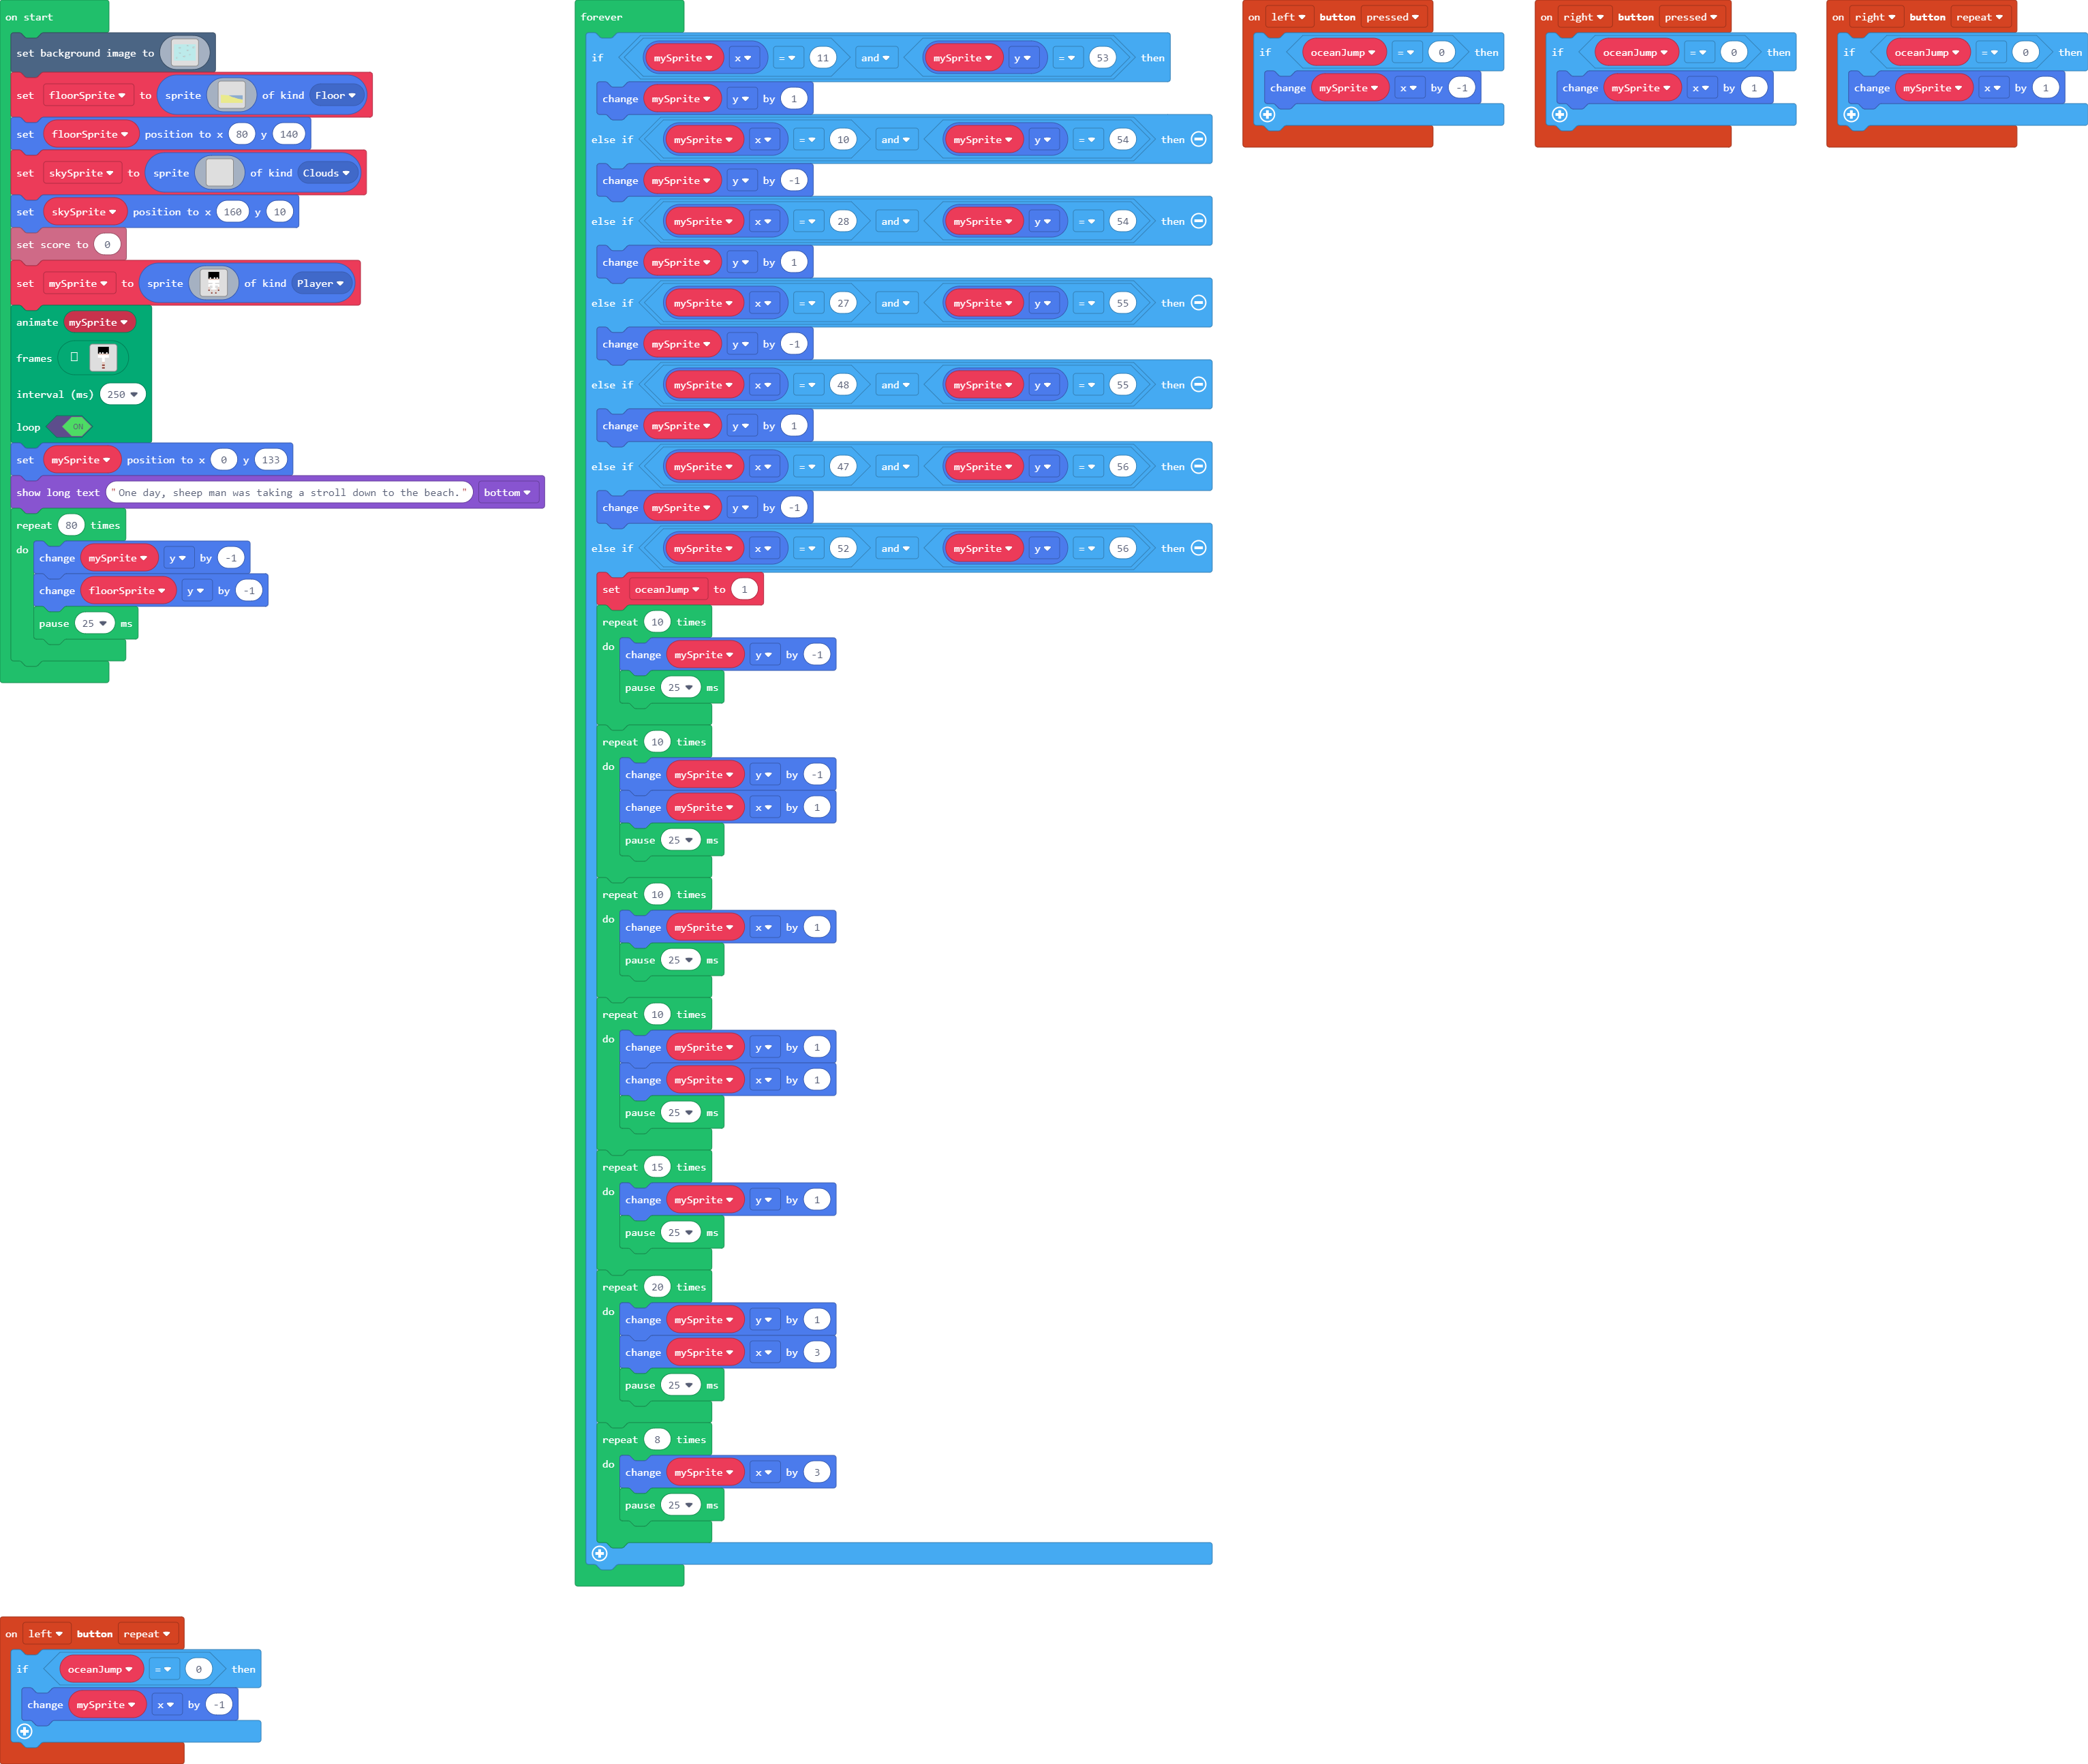 on start
set background image to
set floorSprite to sprite of kind Floor
set floorSprite position to x 80 y 140
set skySprite to sprite of kind Clouds
set skySprite position to x 160 y 10
set score to 0
set mySprite to sprite of kind Player
animate mySprite
frames
interval (ms) 250
loop ON
set mySprite position to x 0 y 133
show long text "One day, sheep man was taking a stroll down to the beach." bottom
repeat 80 times
do change mySprite y by -1
change floorSprite y by -1
pause 25 ms
forever
if mySprite x = 11 and mySprite y = 53 then
change mySprite y by 1
else if mySprite x = 10 and mySprite y = 54 then
change mySprite y by -1
else if mySprite x = 28 and mySprite y = 54 then
change mySprite y by 1
else if mySprite x = 27 and mySprite y = 55 then
change mySprite y by -1
else if mySprite x = 48 and mySprite y = 55 then
change mySprite y by 1
else if mySprite x = 47 and mySprite y = 56 then
change mySprite y by -1
else if mySprite x = 52 and mySprite y = 56 then
set oceanJump to 1
repeat 10 times
do change mySprite y by -1
pause 25 ms
repeat 10 times
do change mySprite y by -1
change mySprite x by 1
pause 25 ms
repeat 10 times
do change mySprite x by 1
pause 25 ms
repeat 10 times
do change mySprite y by 1
change mySprite x by 1
pause 25 ms
repeat 15 times
do change mySprite y by 1
pause 25 ms
repeat 20 times
do change mySprite y by 1
change mySprite x by 3
pause 25 ms
repeat 8 times
do change mySprite x by 3
pause 25 ms
on left button pressed
if oceanJump = 0 then
change mySprite x by -1
on right button pressed
if oceanJump = 0 then
change mySprite x by 1
on right button repeat
if oceanJump = 0 then
change mySprite x by 1
on left button repeat
if oceanJump = 0 then
change mySprite x by -1